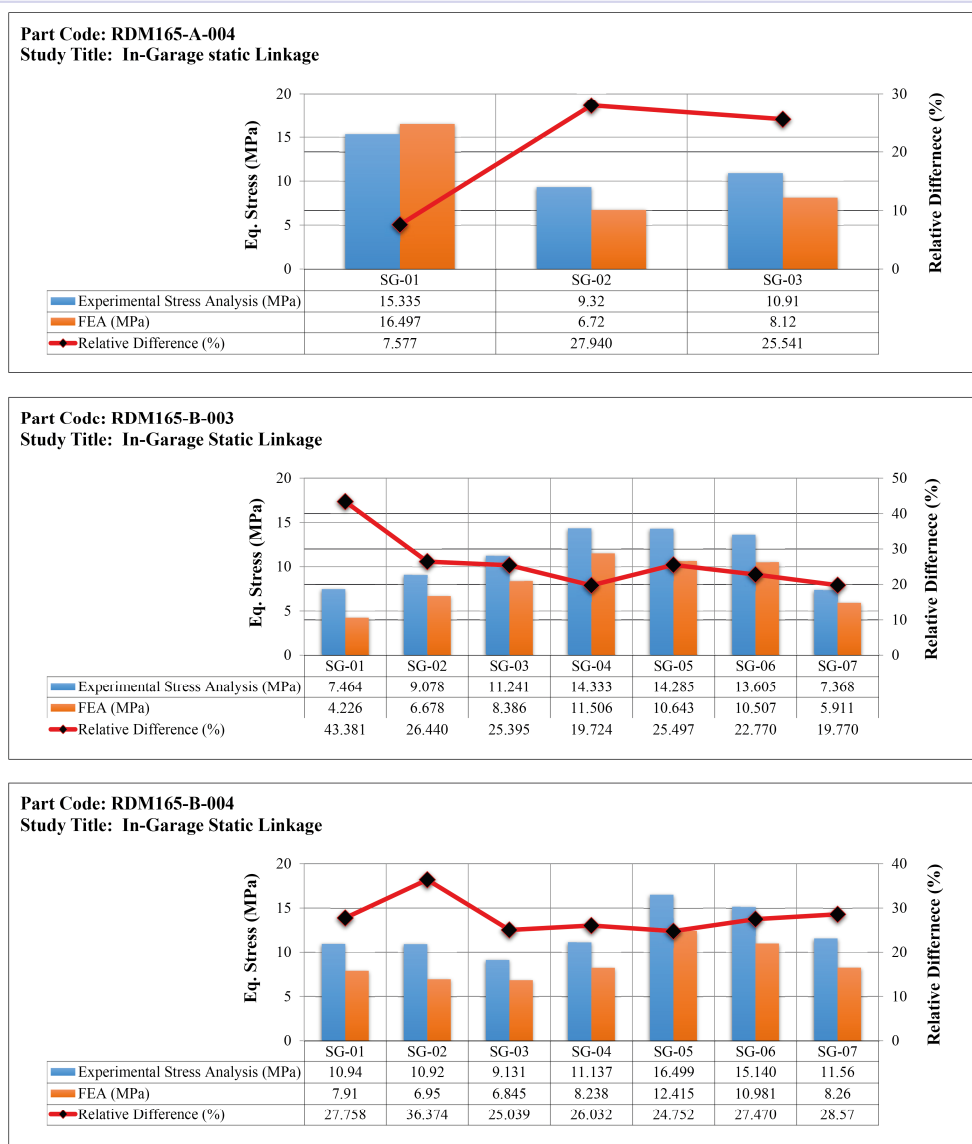 Part Code: RDM165-A-004
Study Title: In-Garage static Linkage
Eq. Stress (MPa)
20
15
10
5
0
30
20
10
0
Relative Differnece (%)
SG-01 SG-02 SG-03
Experimental Stress Analysis (MPa) 15.335 9.32 10.91
FEA (MPa) 16.497 6.72 8.12
Relative Difference (%) 7.577 27.940 25.541
Part Code: RDM165-B-003
Study Title: In-Garage Static Linkage
Eq. Stress (MPa)
20
15
10
5
0
50
40
30
20
10
0
Relative Differnece (%)
SG-01 SG-02 SG-03 SG-04 SG-05 SG-06 SG-07
Experimental Stress Analysis (MPa) 7.464 9.078 11.241 14.333 14.285 13.605 7.368
FEA (MPa) 4.226 6.678 8.386 11.506 10.643 10.507 5.911
Relative Difference (%) 43.381 26.440 25.395 19.724 25.497 22.770 19.770
Part Code: RDM165-B-004
Study Title: In-Garage Static Linkage
Eq. Stress (MPa)
20
15
10
5
0
40
30
20
10
0
Relative Differnece (%)
SG-01 SG-02 SG-03 SG-04 SG-05 SG-06 SG-07
Experimental Stress Analysis (MPa) 10.94 10.92 9.131 11.137 16.499 15.140 11.56
FEA (MPa) 7.91 6.95 6.845 8.238 12.415 10.981 8.26
Relative Difference (%) 27.758 36.374 25.039 26.032 24.752 27.470 28.57